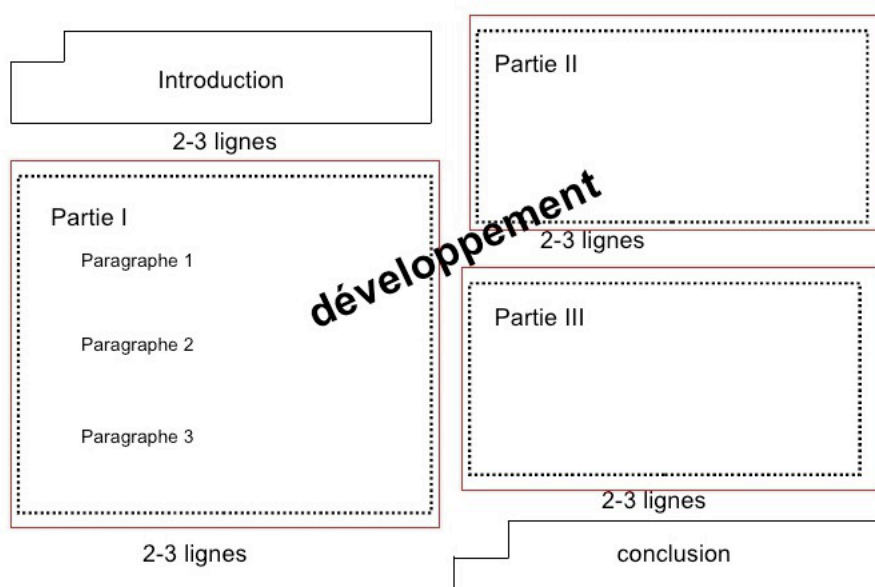 Introduction
2-3 lignes
Partie I
Paragraphe 1
Paragraphe 2
Paragraphe 3
2-3 lignes
développement
Partie II
2-3 lignes
Partie III
2-3 lignes
conclusion